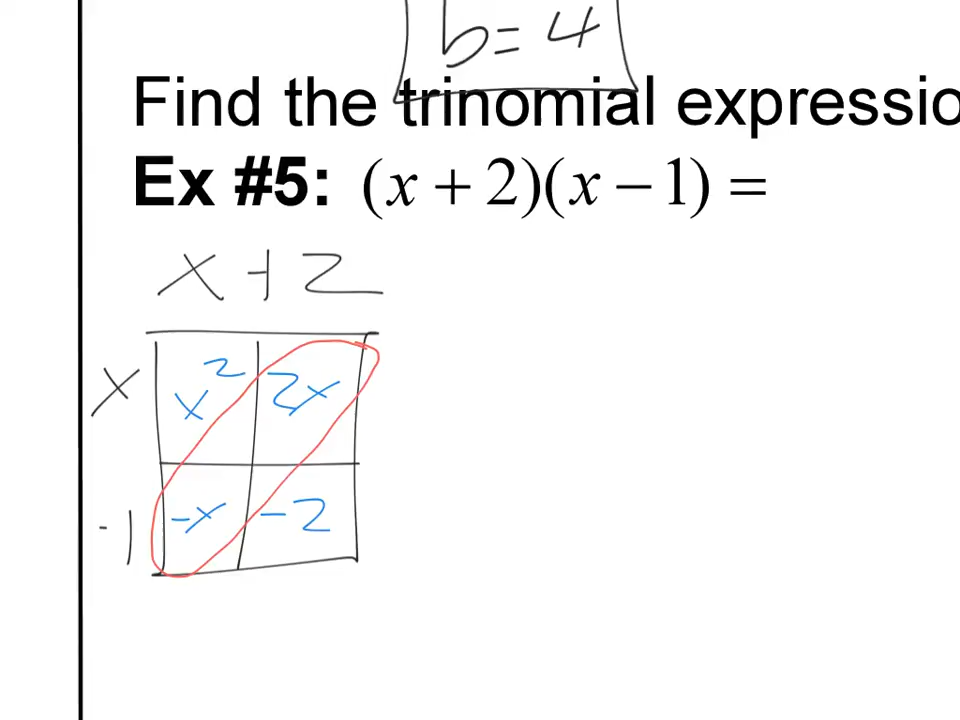 b = 4
Find the trinomial expressio
Ex #5: (x + 2)(x − 1) =
x + 2
x x² 2x
-1 -x -2